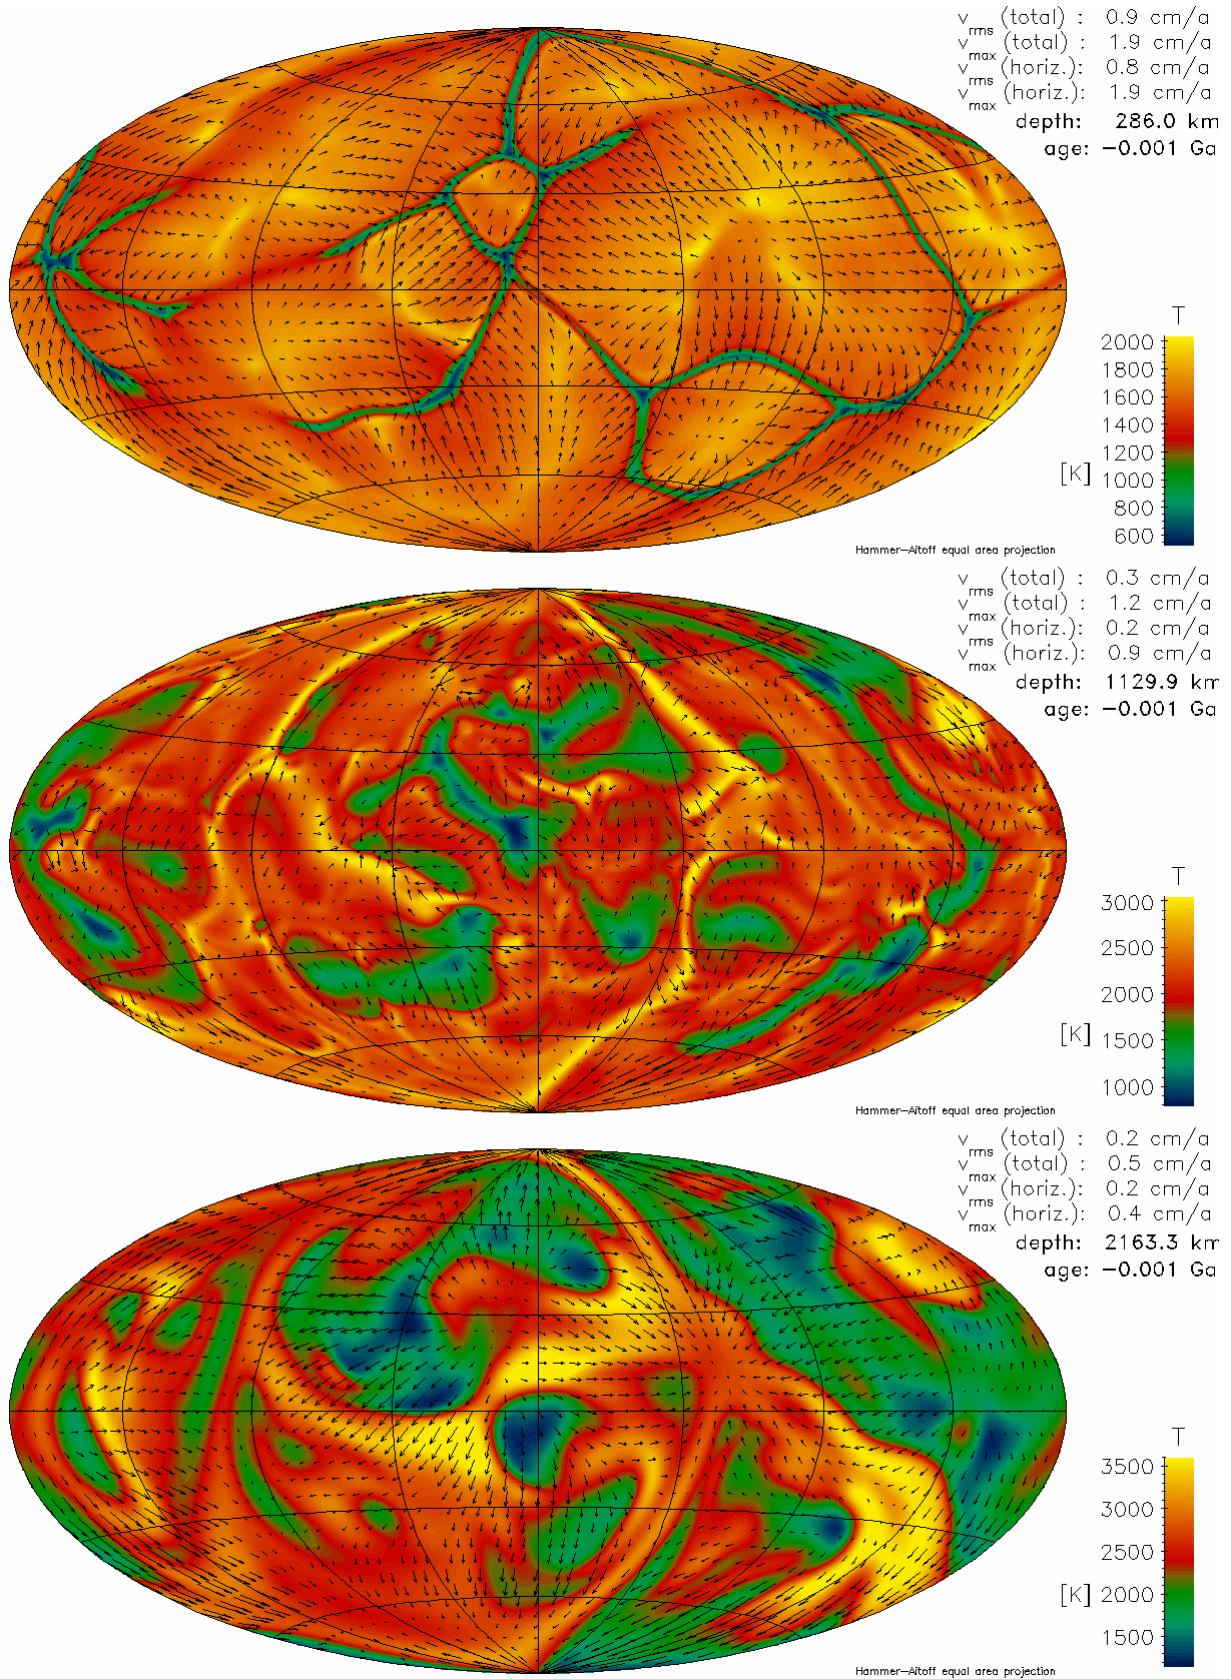 v_rms (total) : 0.9 cm/a
v_max (total) : 1.9 cm/a
v_rms (horiz.): 0.8 cm/a
v_max (horiz.): 1.9 cm/a
depth: 286.0 km
age: −0.001 Ga
T
2000
1800
1600
1400
1200
[K] 1000
800
600
Hammer−Aitoff equal area projection
v_rms (total) : 0.3 cm/a
v_max (total) : 1.2 cm/a
v_rms (horiz.): 0.2 cm/a
v_max (horiz.): 0.9 cm/a
depth: 1129.9 km
age: −0.001 Ga
T
3000
2500
2000
[K] 1500
1000
Hammer−Aitoff equal area projection
v_rms (total) : 0.2 cm/a
v_max (total) : 0.5 cm/a
v_rms (horiz.): 0.2 cm/a
v_max (horiz.): 0.4 cm/a
depth: 2163.3 km
age: −0.001 Ga
T
3500
3000
2500
[K] 2000
1500
Hammer−Aitoff equal area projection